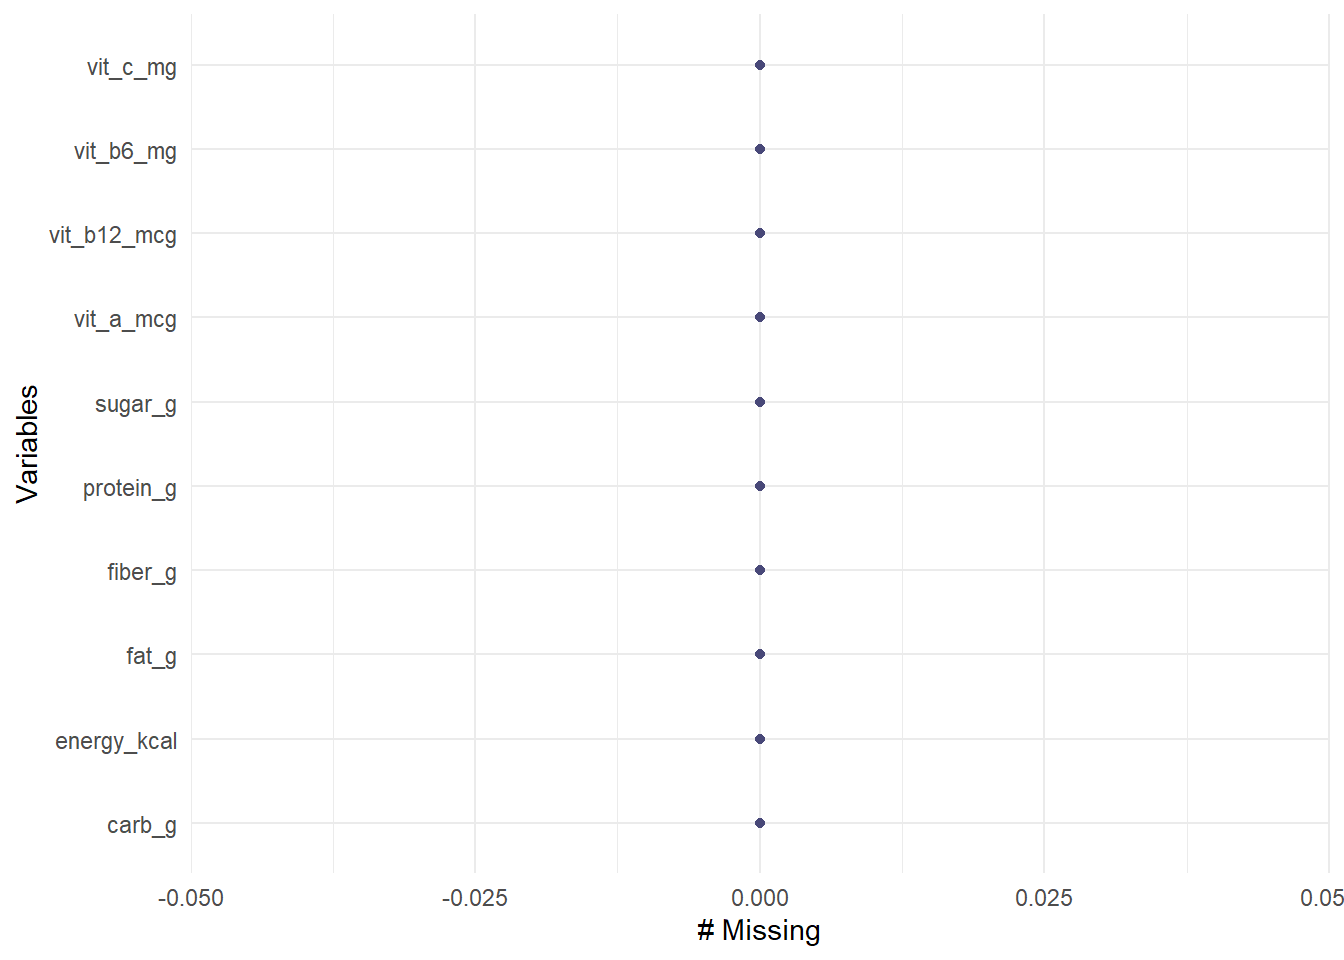 vit_c_mg
vit_b6_mg
vit_b12_mcg
vit_a_mcg
sugar_g
protein_g
fiber_g
fat_g
energy_kcal
carb_g
Variables
-0.050 -0.025 0.000 0.025 0.05
# Missing